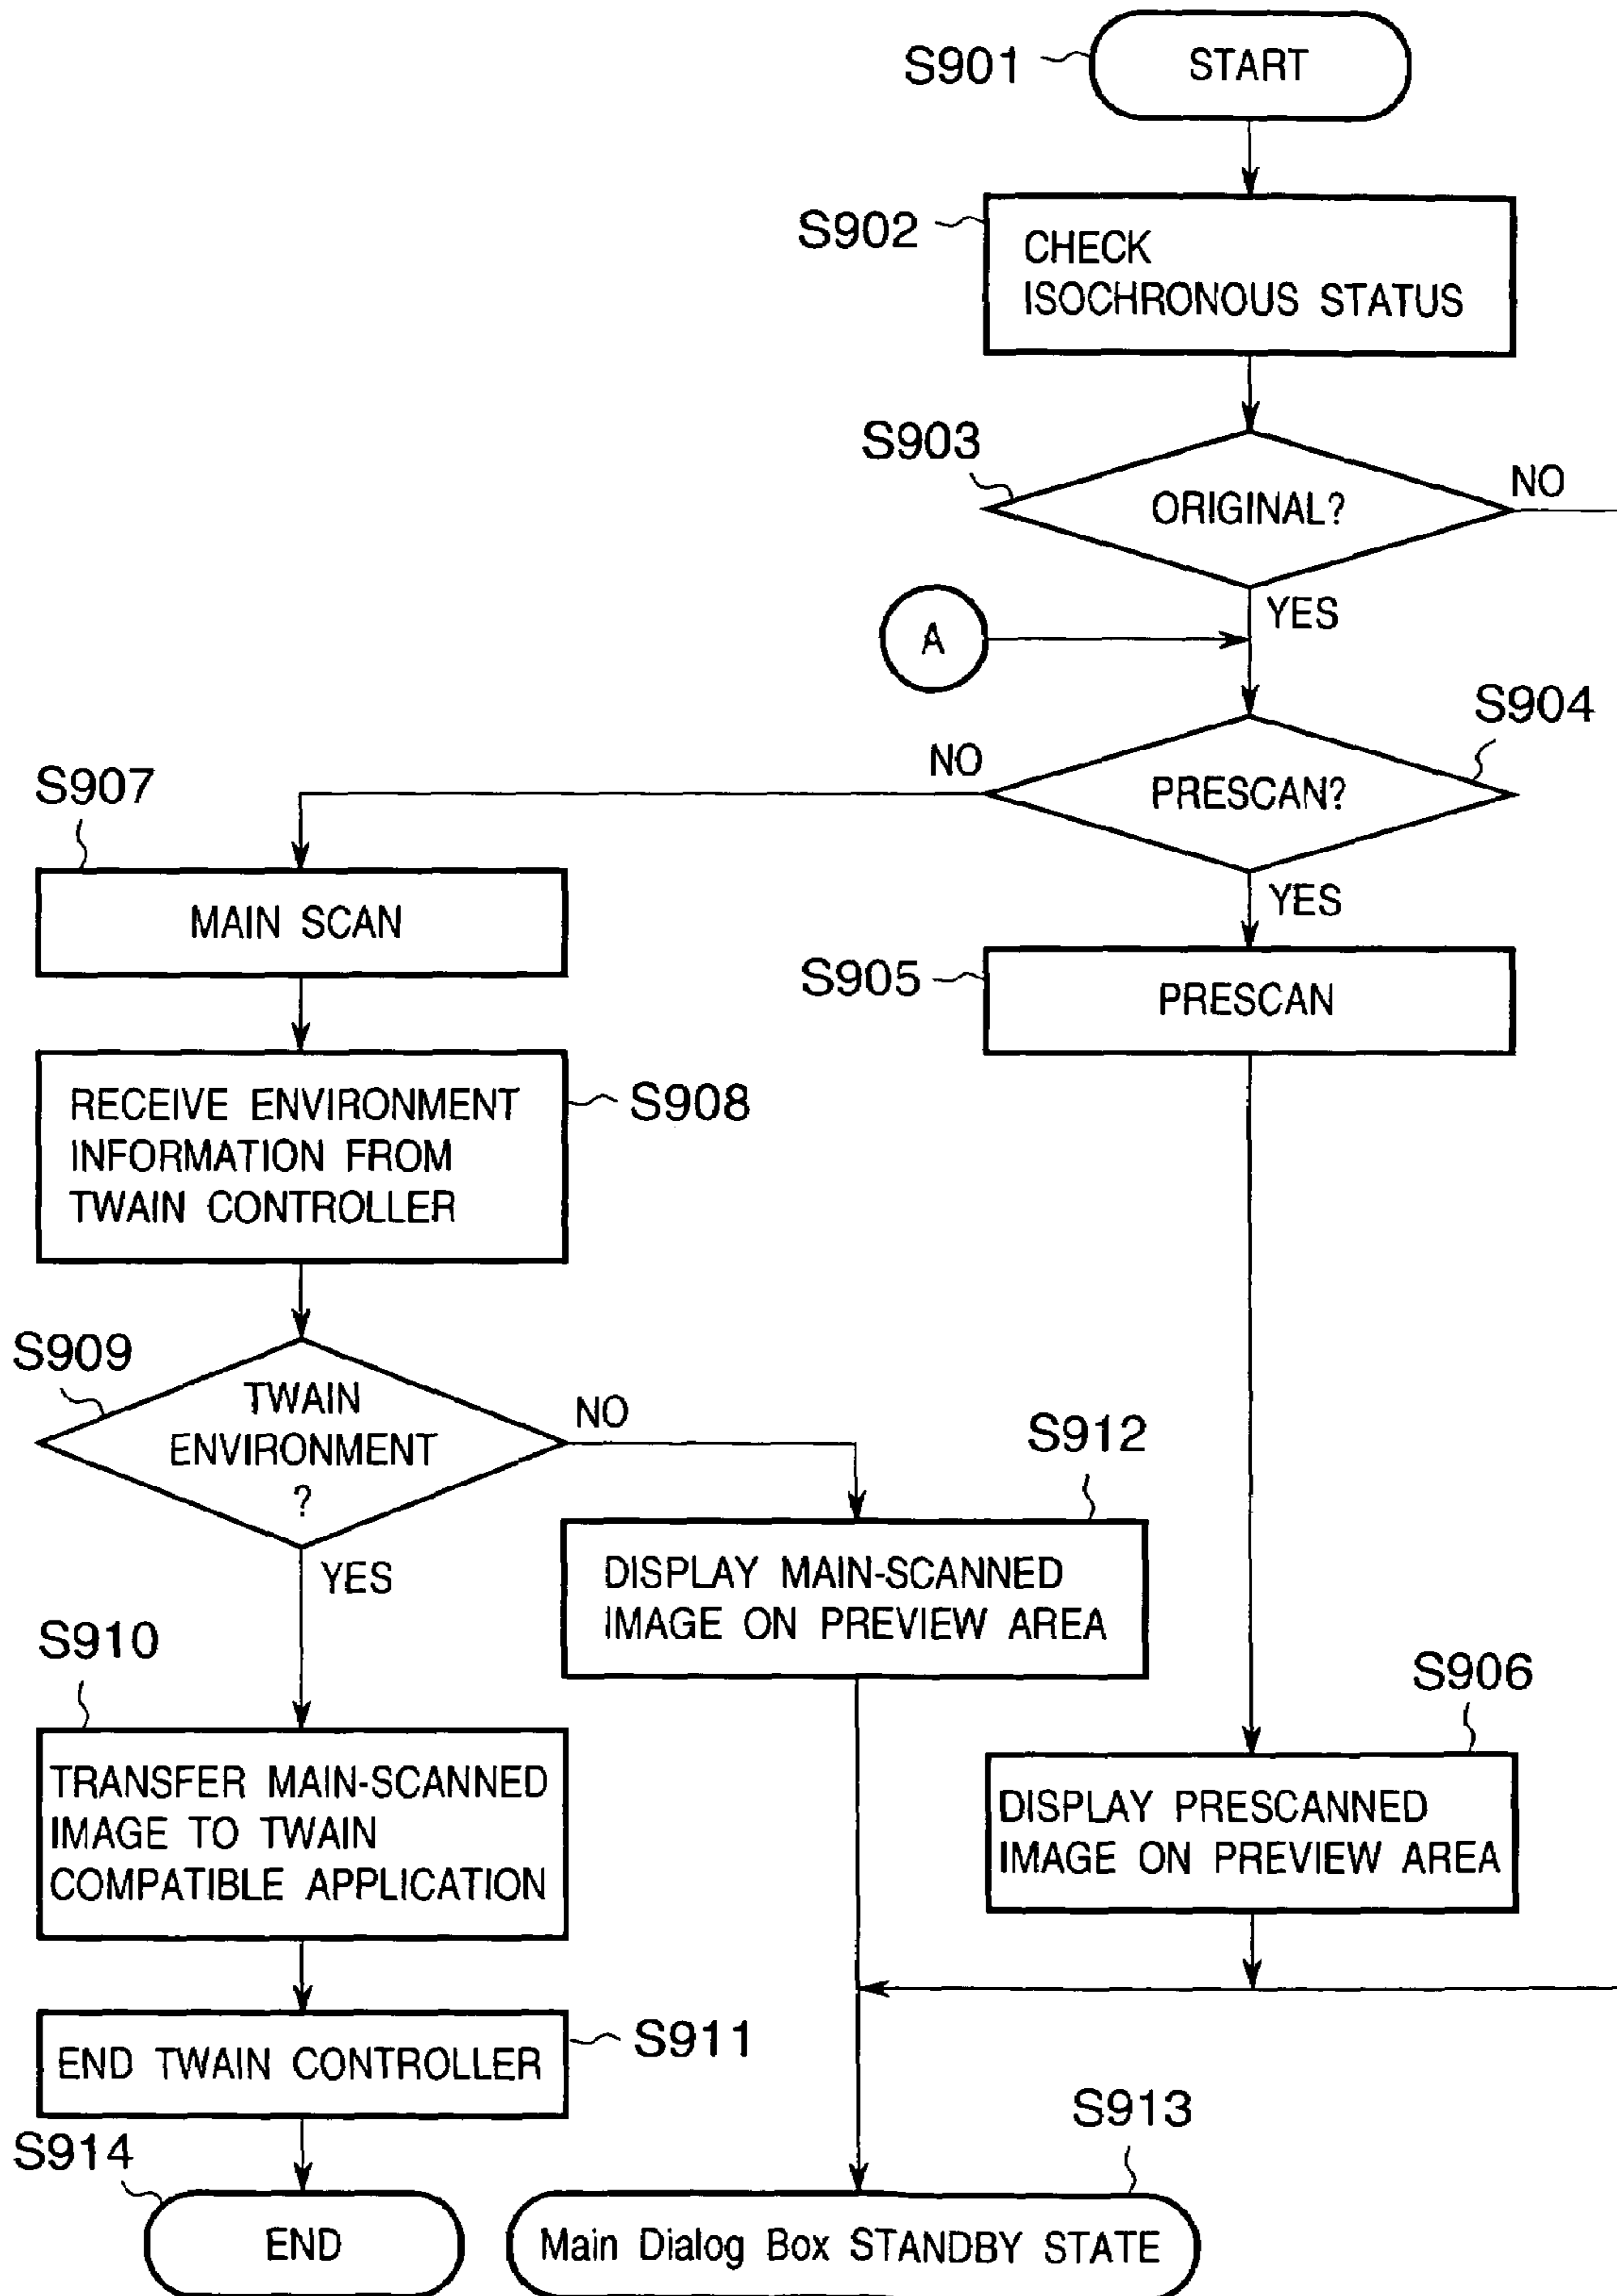 S901
START
S902
CHECK
ISOCHRONOUS STATUS
S903
ORIGINAL?
NO
YES
A
S904
PRESCAN?
NO
YES
S907
MAIN SCAN
S905
PRESCAN
RECEIVE ENVIRONMENT
INFORMATION FROM
TWAIN CONTROLLER
S908
S909
TWAIN
ENVIRONMENT
?
NO
YES
S912
DISPLAY MAIN-SCANNED
IMAGE ON PREVIEW AREA
S910
TRANSFER MAIN-SCANNED
IMAGE TO TWAIN
COMPATIBLE APPLICATION
S906
DISPLAY PRESCANNED
IMAGE ON PREVIEW AREA
END TWAIN CONTROLLER
S911
S914
END
S913
Main Dialog Box STANDBY STATE